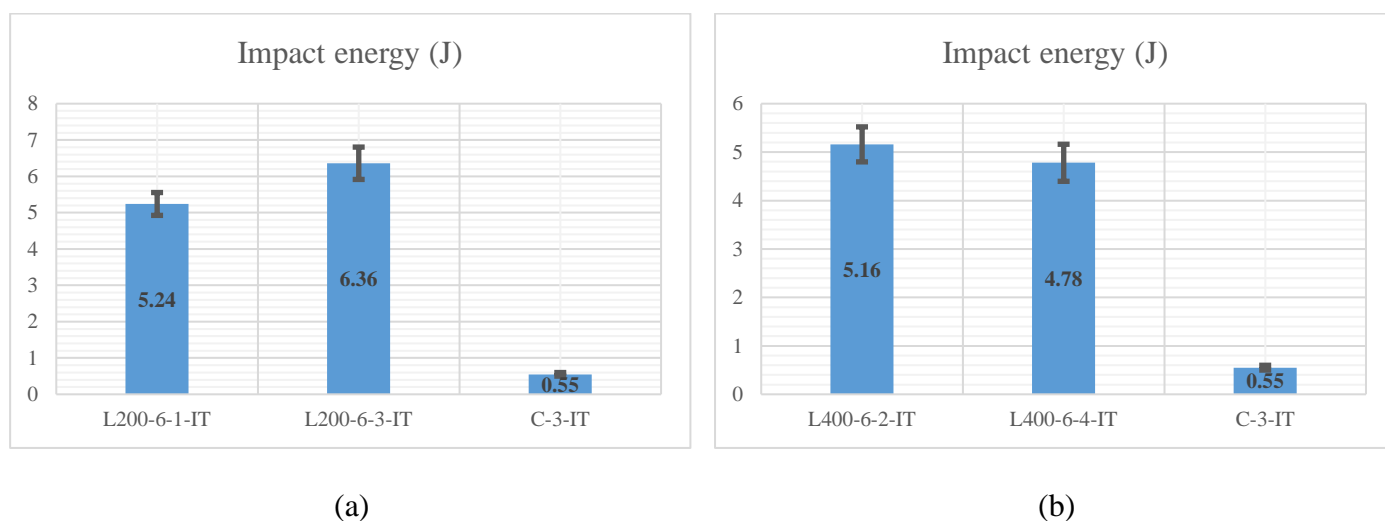 Impact energy (J)
8
7
6
5
4
3
2
1
0
5.24
6.36
0.55
L200-6-1-IT
L200-6-3-IT
C-3-IT
(a)
Impact energy (J)
6
5
4
3
2
1
0
5.16
4.78
0.55
L400-6-2-IT
L400-6-4-IT
C-3-IT
(b)